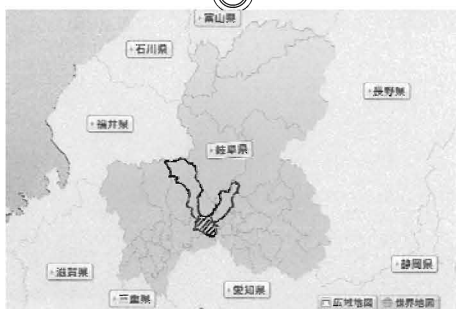 富山県
石川県
長野県
福井県
岐阜県
滋賀県
静岡県
愛知県
三重県
広域地図
世界地図